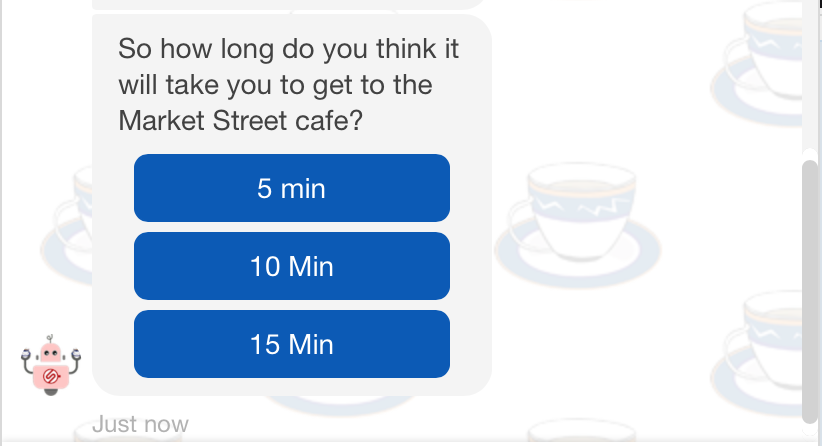 So how long do you think it
will take you to get to the
Market Street cafe?
5 min
10 Min
15 Min
Just now